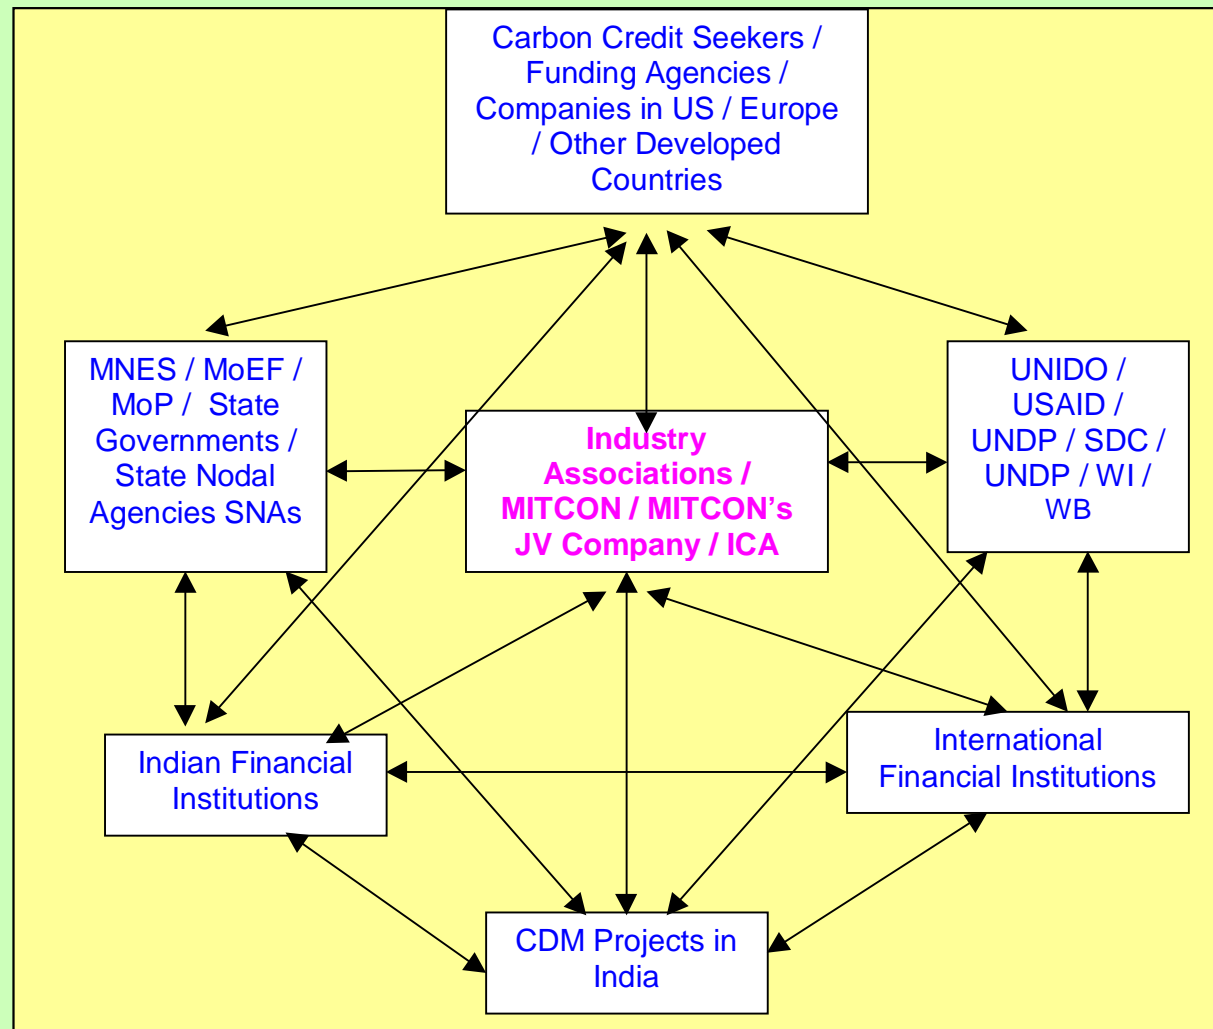 Carbon Credit Seekers /
Funding Agencies /
Companies in US / Europe
/ Other Developed
Countries
MNES / MoEF /
MoP /  State
Governments /
State Nodal
Agencies SNAs
Industry
Associations /
MITCON / MITCON’s
JV Company / ICA
UNIDO /
USAID /
UNDP / SDC /
UNDP / WI /
WB
Indian Financial
Institutions
International
Financial Institutions
CDM Projects in
India